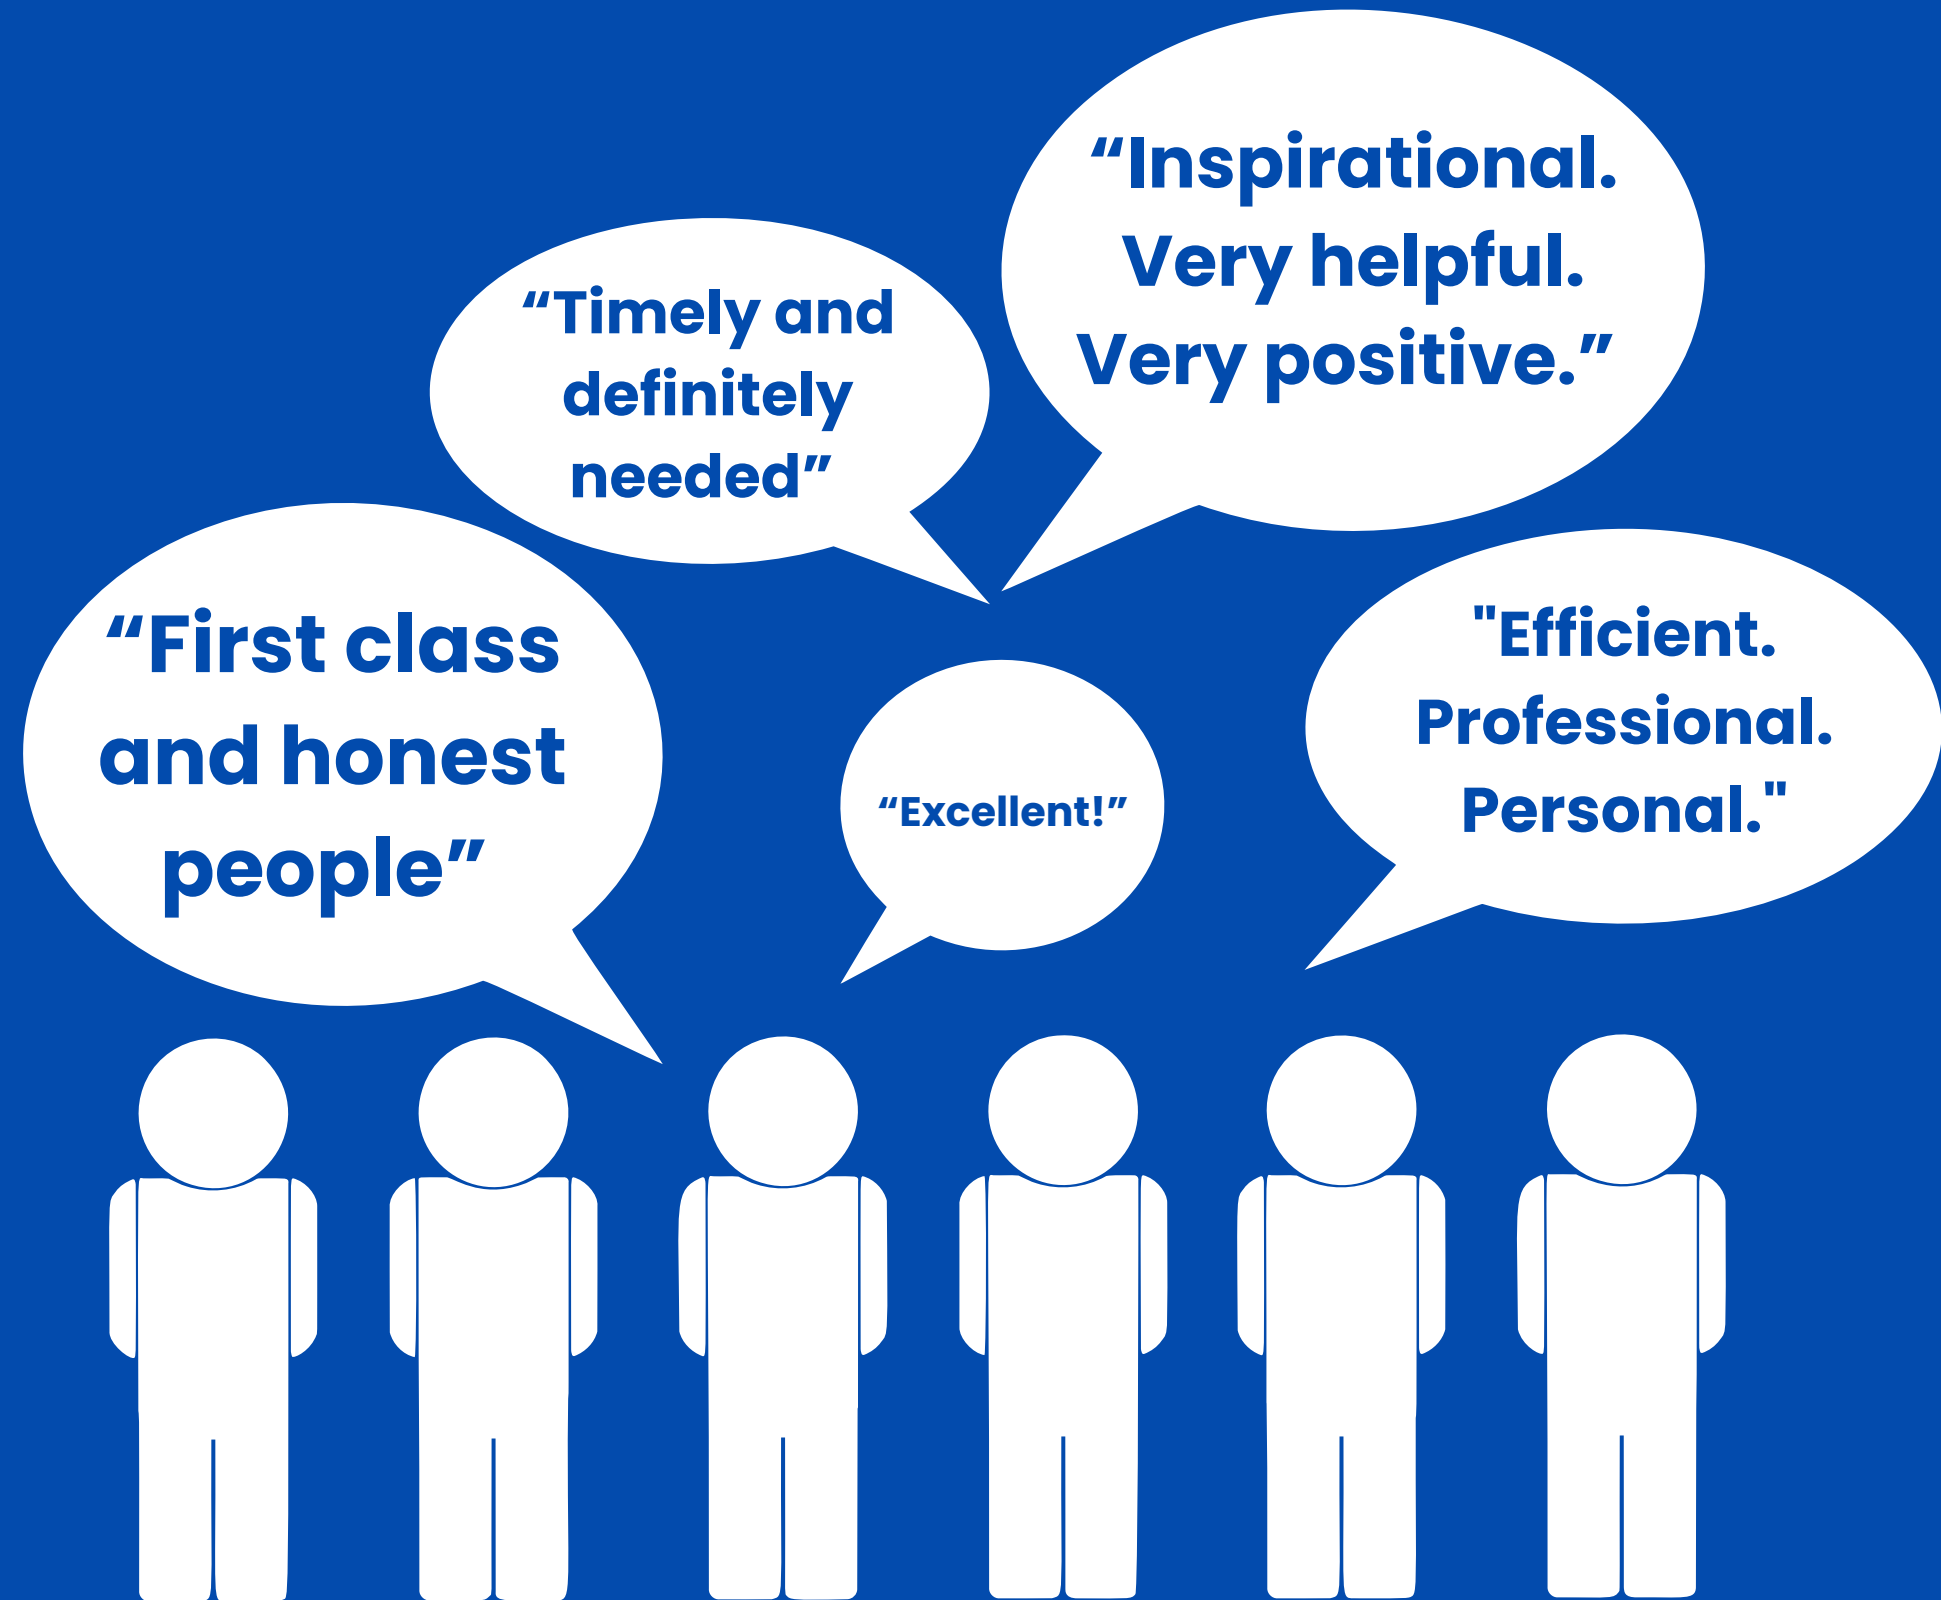 “Inspirational.
Very helpful.
Very positive.”
“Timely and
definitely
needed”
“First class
and honest
people”
“Excellent!”
"Efficient.
Professional.
Personal."